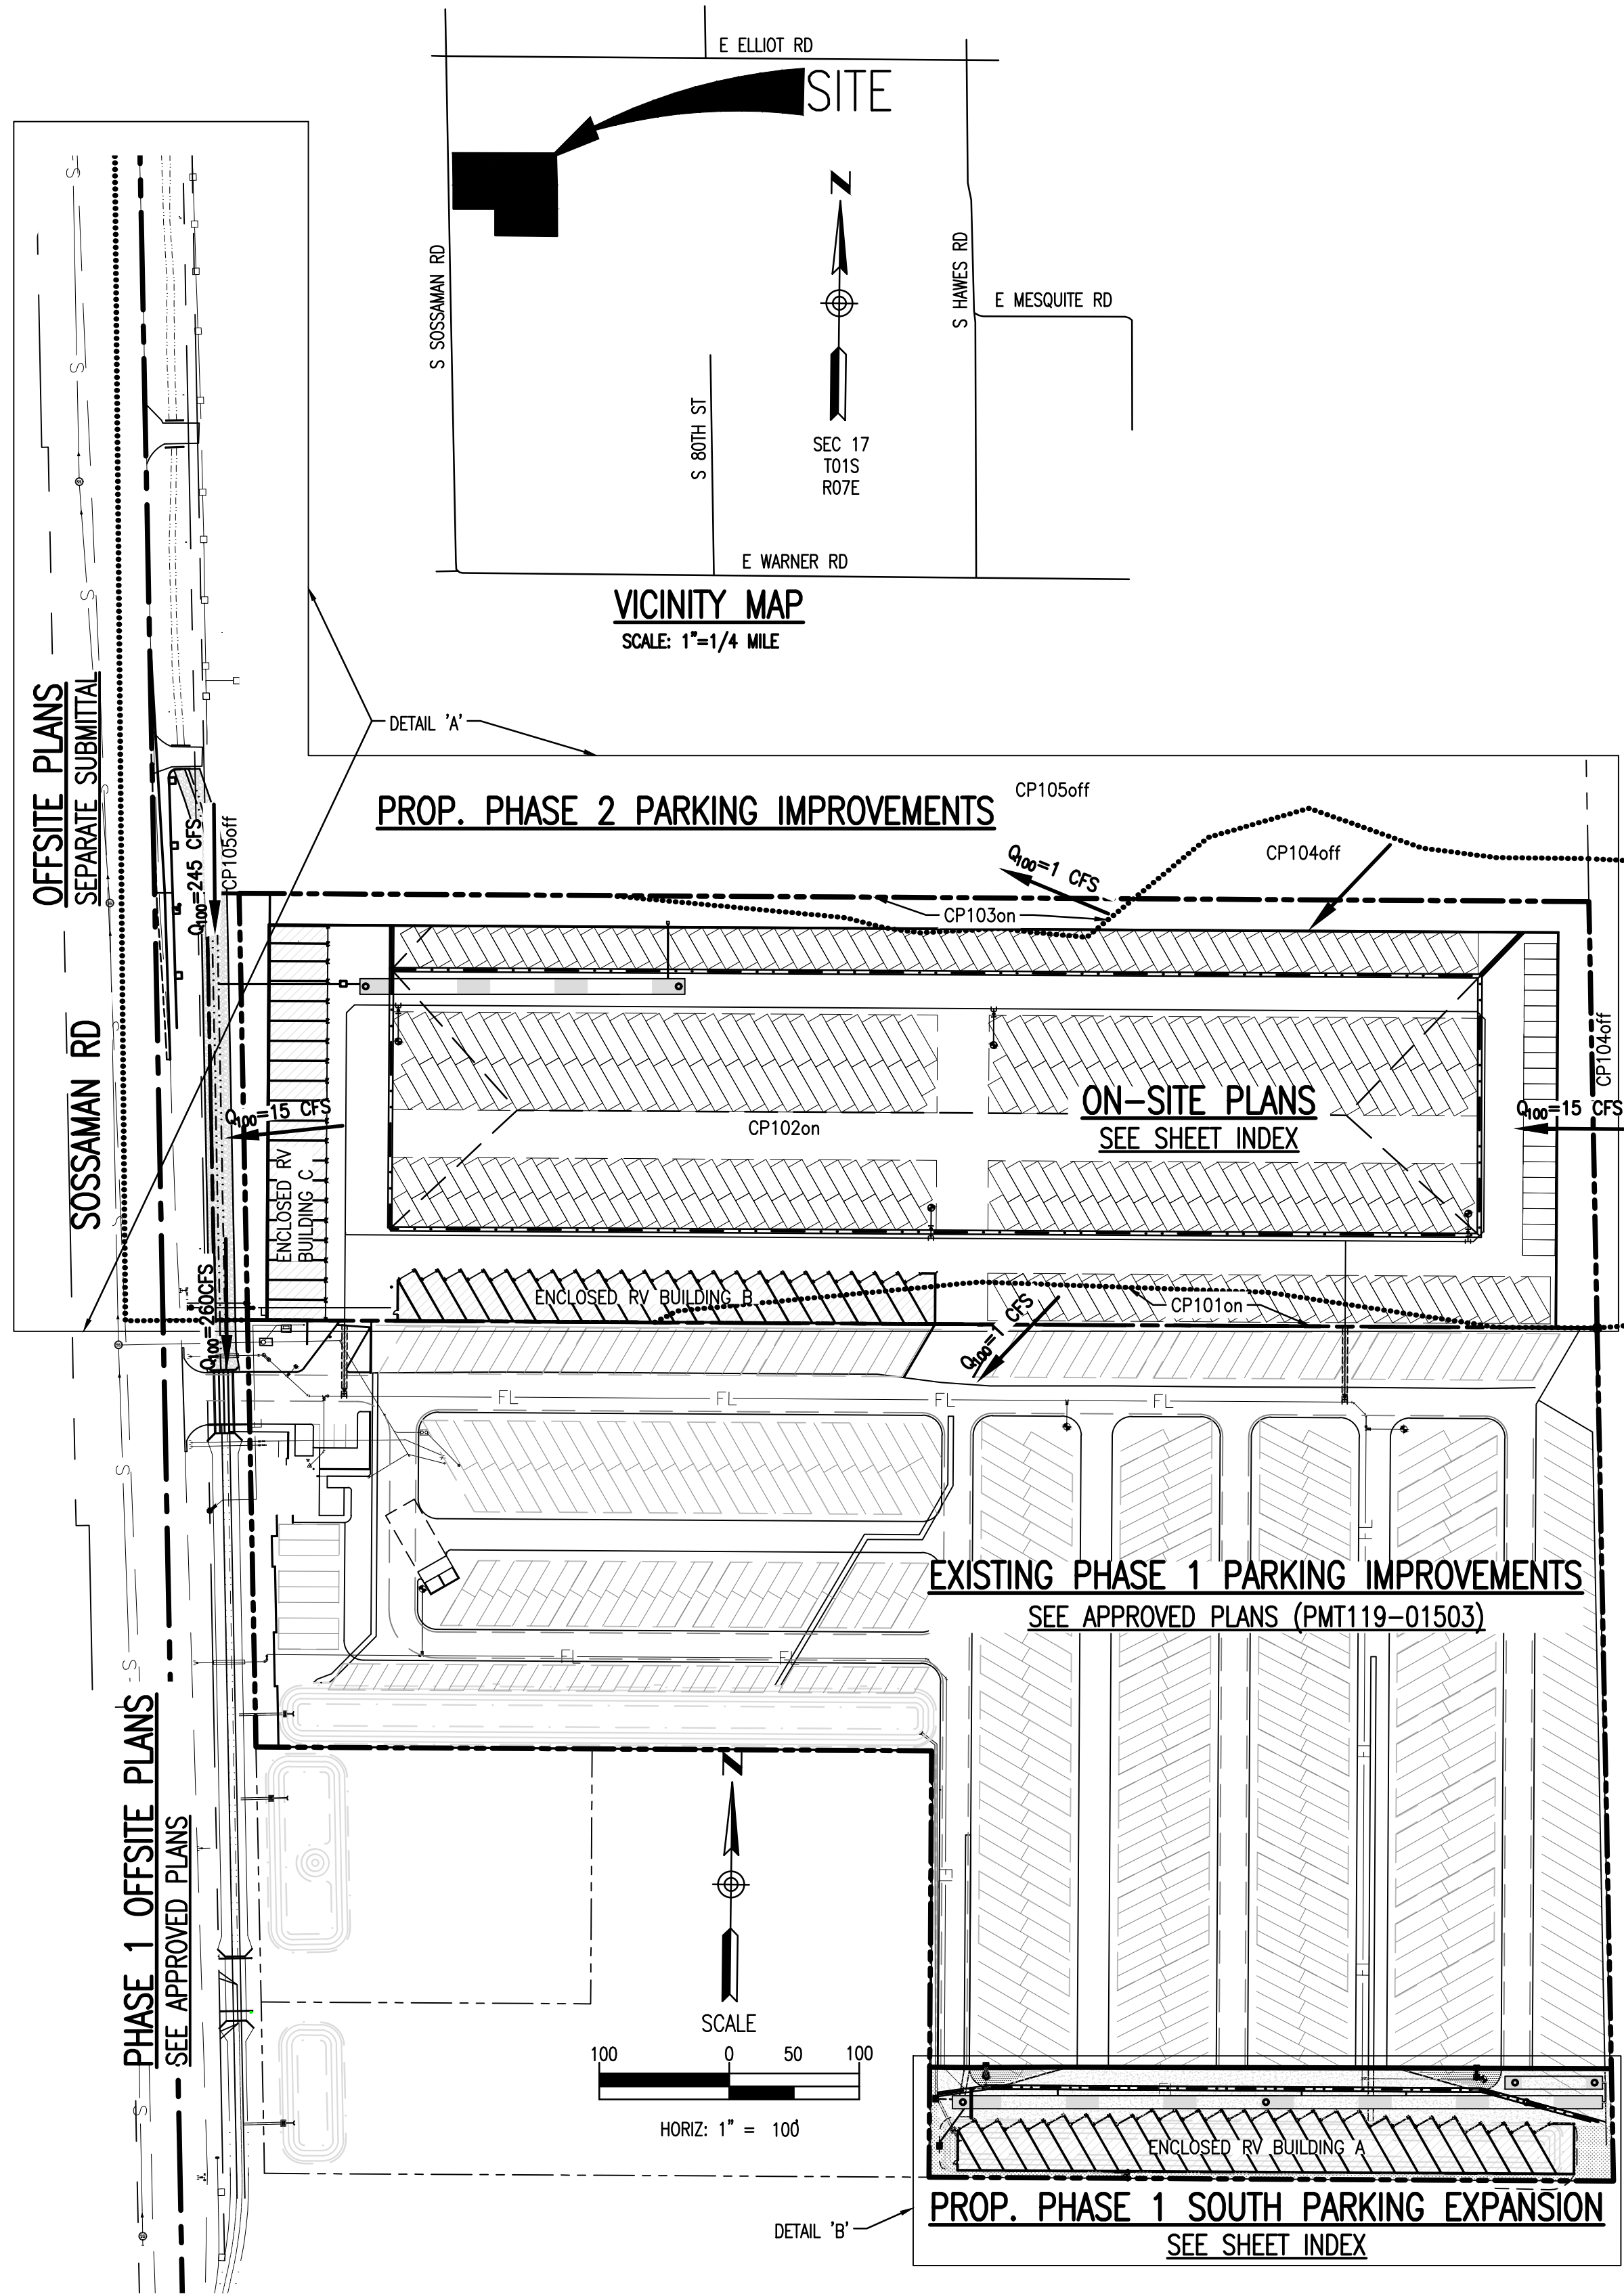 E ELLIOT RD
SITE
N
S SOSSAMAN RD
S HAWES RD
E MESQUITE RD
S 80TH ST
SEC 17
T01S
R07E
E WARNER RD
VICINITY MAP
SCALE: 1"=1/4 MILE
S
S
S
S
OFFSITE PLANS
SEPARATE SUBMITTAL
DETAIL 'A'
PROP. PHASE 2 PARKING IMPROVEMENTS
CP105off
Q100=245 CFS
CP105off
Q100=1 CFS
CP104off
CP103on
SOSSAMAN RD
CP104off
ON-SITE PLANS
SEE SHEET INDEX
Q100=15 CFS
CP102on
Q100=15 CFS
ENCLOSED RV
BUILDING C
ENCLOSED RV BUILDING B
CP101on
Q100=1 CFS
Q100=260CFS
FL
FL
FL
FL
S
EXISTING PHASE 1 PARKING IMPROVEMENTS
SEE APPROVED PLANS (PMT119-01503)
FL
FL
S
PHASE 1 OFFSITE PLANS
SEE APPROVED PLANS
N
SCALE
100 0 50 100
HORIZ: 1" = 100'
S
FL
ENCLOSED RV BUILDING A
PROP. PHASE 1 SOUTH PARKING EXPANSION
SEE SHEET INDEX
DETAIL 'B'